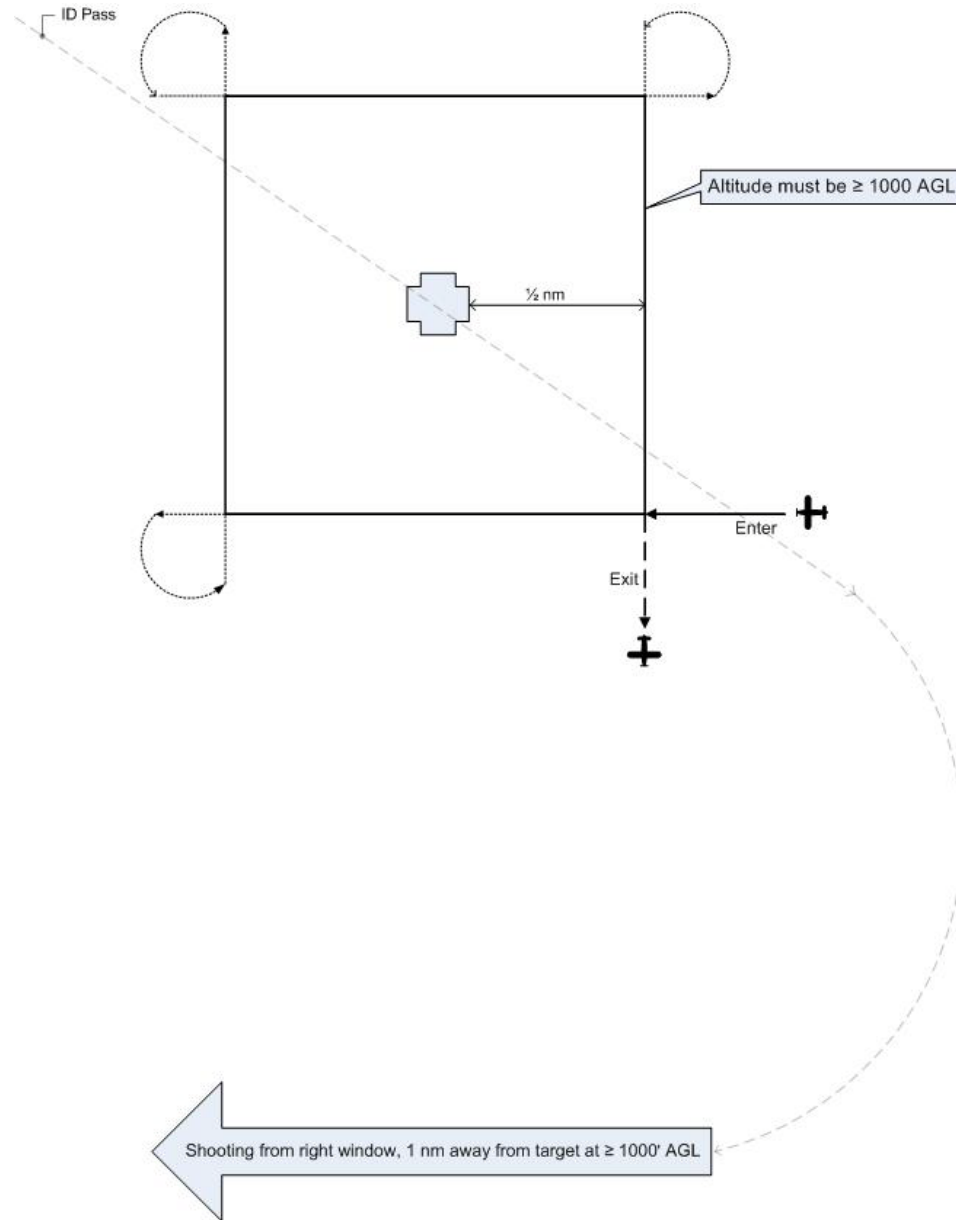 ID Pass
Altitude must be ≥ 1000 AGL
½ nm
Enter
Exit
Shooting from right window, 1 nm away from target at ≥ 1000' AGL